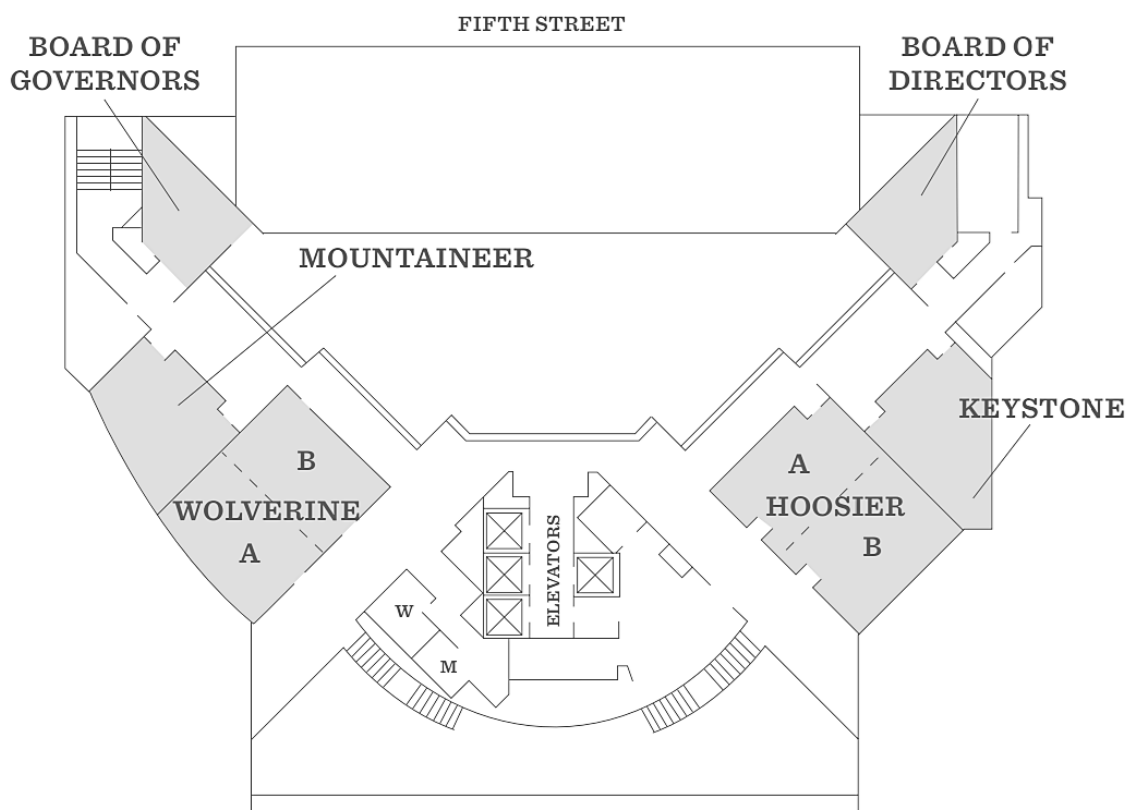 FIFTH STREET
BOARD OF
GOVERNORS
BOARD OF
DIRECTORS
MOUNTAINEER
KEYSTONE
B
WOLVERINE
A
A
HOOSIER
B
ELEVATORS
W
M